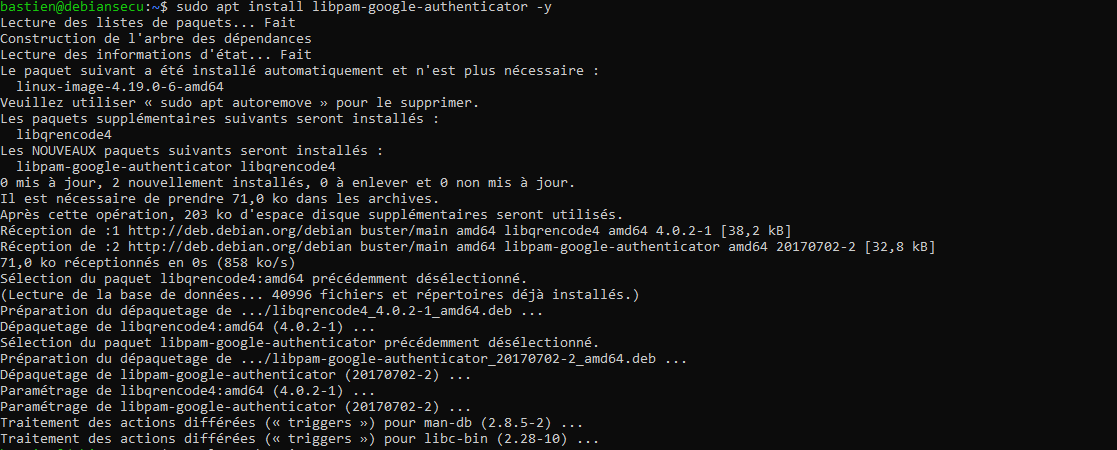 bastien@debiansecu:~$ sudo apt install libpam-google-authenticator -y
Lecture des listes de paquets... Fait
Construction de l'arbre des dépendances
Lecture des informations d'état... Fait
Le paquet suivant a été installé automatiquement et n'est plus nécessaire :
  linux-image-4.19.0-6-amd64
Veuillez utiliser « sudo apt autoremove » pour le supprimer.
Les paquets supplémentaires suivants seront installés :
  libqrencode4
Les NOUVEAUX paquets suivants seront installés :
  libpam-google-authenticator libqrencode4
0 mis à jour, 2 nouvellement installés, 0 à enlever et 0 non mis à jour.
Il est nécessaire de prendre 71,0 ko dans les archives.
Après cette opération, 203 ko d'espace disque supplémentaires seront utilisés.
Réception de :1 http://deb.debian.org/debian buster/main amd64 libqrencode4 amd64 4.0.2-1 [38,2 kB]
Réception de :2 http://deb.debian.org/debian buster/main amd64 libpam-google-authenticator amd64 20170702-2 [32,8 kB]
71,0 ko réceptionnés en 0s (858 ko/s)
Sélection du paquet libqrencode4:amd64 précédemment désélectionné.
(Lecture de la base de données... 40996 fichiers et répertoires déjà installés.)
Préparation du dépaquetage de .../libqrencode4_4.0.2-1_amd64.deb ...
Dépaquetage de libqrencode4:amd64 (4.0.2-1) ...
Sélection du paquet libpam-google-authenticator précédemment désélectionné.
Préparation du dépaquetage de .../libpam-google-authenticator_20170702-2_amd64.deb ...
Dépaquetage de libpam-google-authenticator (20170702-2) ...
Paramétrage de libqrencode4:amd64 (4.0.2-1) ...
Paramétrage de libpam-google-authenticator (20170702-2) ...
Traitement des actions différées (« triggers ») pour man-db (2.8.5-2) ...
Traitement des actions différées (« triggers ») pour libc-bin (2.28-10) ...